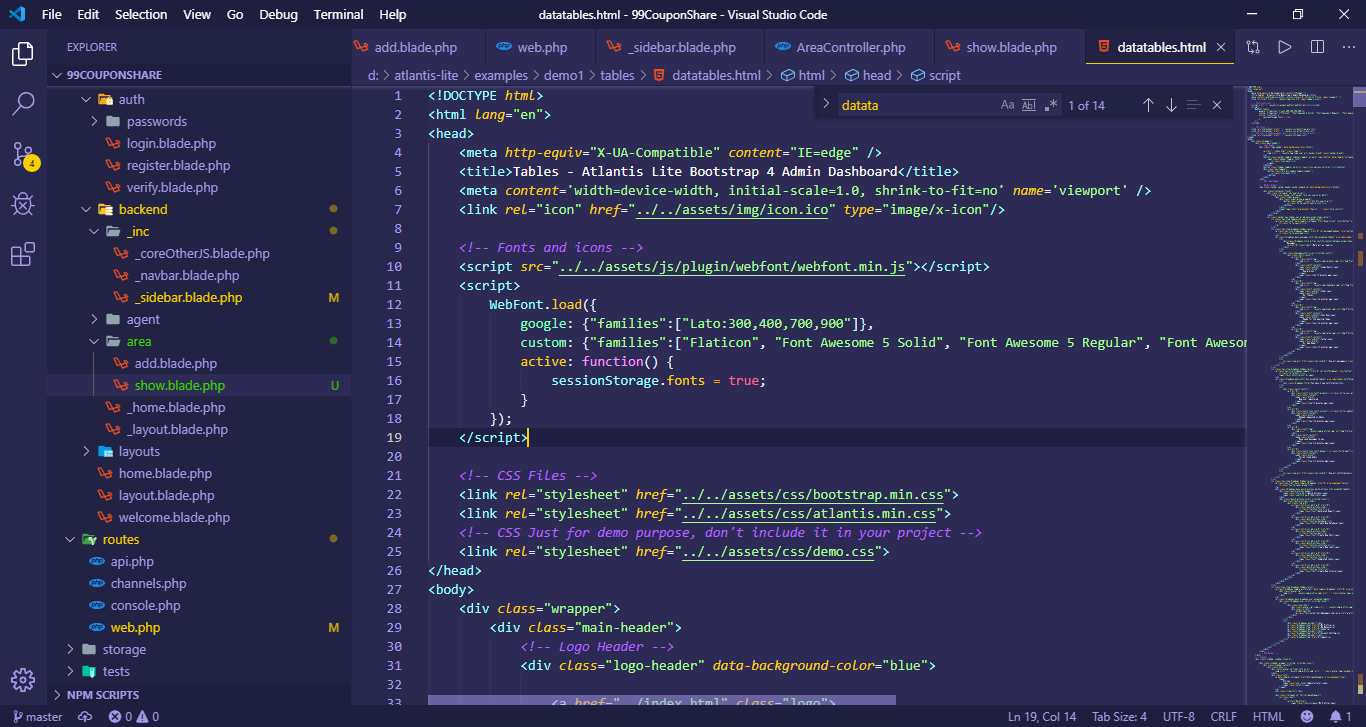 File Edit Selection View Go Debug Terminal Help datatables.html - 99CouponShare - Visual Studio Code
EXPLORER
add.blade.php web.php _sidebar.blade.php AreaController.php show.blade.php datatables.html
99COUPONSHARE
d: > atlantis-lite > examples > demo1 > tables > datatables.html > html > head > script
datata Aa Abl .* 1 of 14
auth
passwords
login.blade.php
register.blade.php
verify.blade.php
backend
_inc
_coreOtherJS.blade.php
_navbar.blade.php
_sidebar.blade.php M
agent
area
add.blade.php
show.blade.php U
_home.blade.php
_layout.blade.php
layouts
home.blade.php
layout.blade.php
welcome.blade.php
routes
api.php
channels.php
console.php
web.php M
storage
tests
NPM SCRIPTS
4
1 <!DOCTYPE html>
2 <html lang="en">
3 <head>
4 <meta http-equiv="X-UA-Compatible" content="IE=edge" />
5 <title>Tables - Atlantis Lite Bootstrap 4 Admin Dashboard</title>
6 <meta content='width=device-width, initial-scale=1.0, shrink-to-fit=no' name='viewport' />
7 <link rel="icon" href="../../assets/img/icon.ico" type="image/x-icon"/>
8
9 <!-- Fonts and icons -->
10 <script src="../../assets/js/plugin/webfont/webfont.min.js"></script>
11 <script>
12 WebFont.load({
13 google: {"families":["Lato:300,400,700,900"]},
14 custom: {"families":["Flaticon", "Font Awesome 5 Solid", "Font Awesome 5 Regular", "Font Aweson
15 active: function() {
16 sessionStorage.fonts = true;
17 }
18 });
19 </script>
20
21 <!-- CSS Files -->
22 <link rel="stylesheet" href="../../assets/css/bootstrap.min.css">
23 <link rel="stylesheet" href="../../assets/css/atlantis.min.css">
24 <!-- CSS Just for demo purpose, don't include it in your project -->
25 <link rel="stylesheet" href="../../assets/css/demo.css">
26 </head>
27 <body>
28 <div class="wrapper">
29 <div class="main-header">
30 <!-- Logo Header -->
31 <div class="logo-header" data-background-color="blue">
32
33 <a href="../index.html" class="logo">
master 0 0 Ln 19, Col 14 Tab Size: 4 UTF-8 CRLF HTML 1